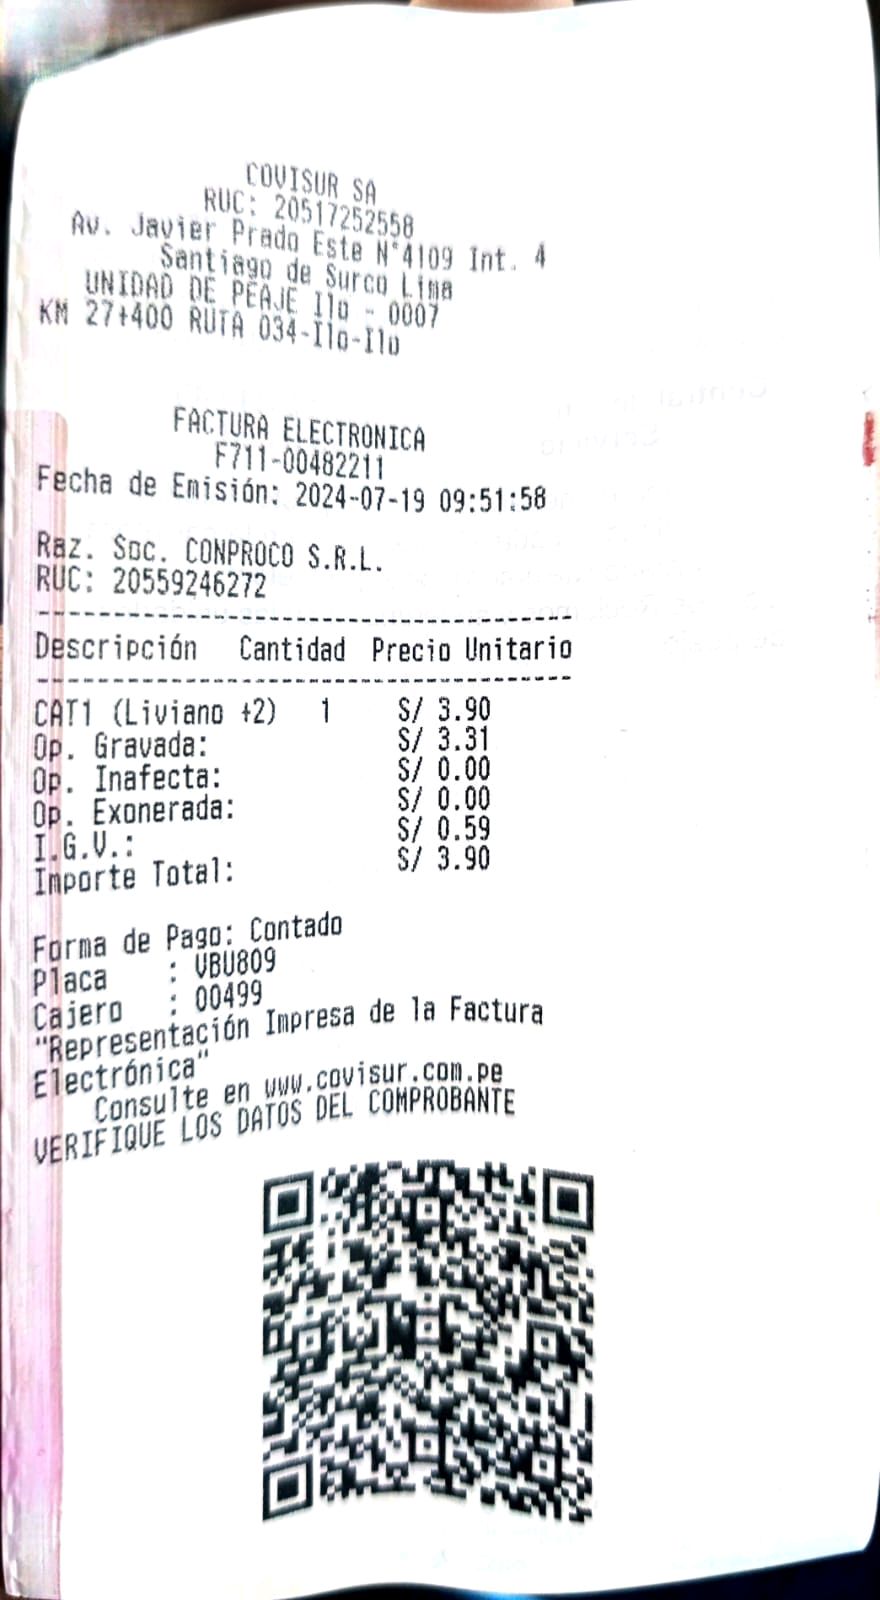 COVISUR SA
RUC: 20517252558
Av. Javier Prado Este N°4109 Int. 4
Santiago de Surco Lima
UNIDAD DE PEAJE Ilo - 0007
KM 27+400 RUTA 034-Ilo-Ilo
FACTURA ELECTRONICA
F711-00482211
Fecha de Emisión: 2024-07-19 09:51:58
Raz. Soc. CONPROCO S.R.L.
RUC: 20559246272
--------------------------------------
Descripción Cantidad Precio Unitario
--------------------------------------
CAT1 (Liviano +2) 1 S/ 3.90
Op. Gravada: S/ 3.31
Op. Inafecta: S/ 0.00
Op. Exonerada: S/ 0.00
I.G.V.: S/ 0.59
Importe Total: S/ 3.90
Forma de Pago: Contado
Placa : VBU809
Cajero : 00499
"Representación Impresa de la Factura
Electrónica"
Consulte en www.covisur.com.pe
VERIFIQUE LOS DATOS DEL COMPROBANTE